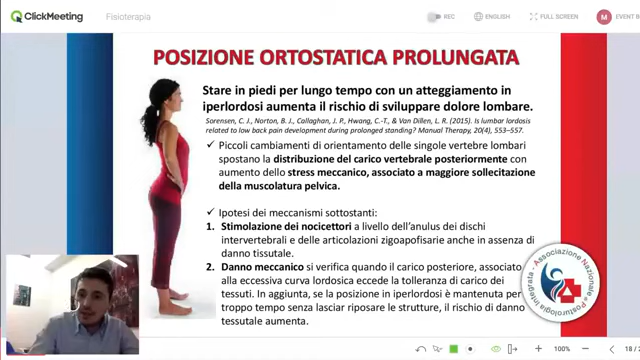 ClickMeeting
Fisioterapia
REC
ENGLISH
FULL SCREEN
M
EVENT B
POSIZIONE ORTOSTATICA PROLUNGATA
Stare in piedi per lungo tempo con un atteggiamento in
iperlordosi aumenta il rischio di sviluppare dolore lombare.
Sorensen, C. J., Norton, B. J., Callaghan, J. P., Hwang, C.-T., & Van Dillen, L. R. (2015). Is lumbar lordosis
related to low back pain development during prolonged standing? Manual Therapy, 20(4), 553–557.
✓ Piccoli cambiamenti di orientamento delle singole vertebre lombari
spostano la distribuzione del carico vertebrale posteriormente con
aumento dello stress meccanico, associato a maggiore sollecitazione
della muscolatura pelvica.
✓ Ipotesi dei meccanismi sottostanti:
1. Stimolazione dei nocicettori a livello dell'anulus dei dischi
intervertebrali e delle articolazioni zigoapofisarie anche in assenza di
danno tissutale.
2. Danno meccanico si verifica quando il carico posteriore, associato
alla eccessiva curva lordosica eccede la tolleranza di carico dei
tessuti. In aggiunta, se la posizione in iperlordosi è mantenuta per
troppo tempo senza lasciar riposare le strutture, il rischio di danno
tessutale aumenta.
Associazione Nazionale
Posturologia Integrata
100%
18 / 2